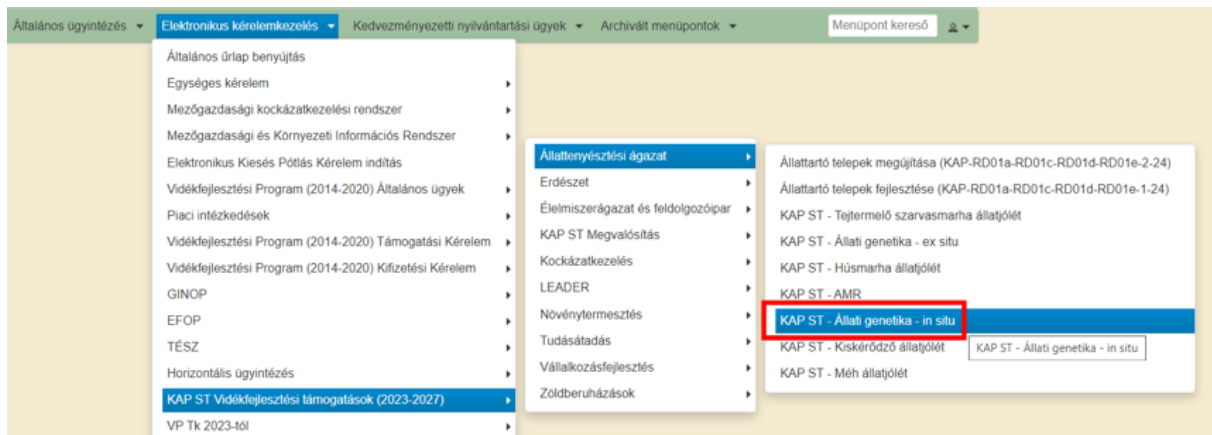 Általános ügyintézés
Elektronikus kérelemkezelés
Kedvezményezetti nyilvántartási ügyek
Archivált menüpontok
Menüpont kereső
Általános űrlap benyújtás
Egységes kérelem
Mezőgazdasági kockázatkezelési rendszer
Mezőgazdasági és Környezeti Információs Rendszer
Elektronikus Kiesés Pótlás Kérelem indítás
Vidékfejlesztési Program (2014-2020) Általános ügyek
Piaci intézkedések
Vidékfejlesztési Program (2014-2020) Támogatási Kérelem
Vidékfejlesztési Program (2014-2020) Kifizetési Kérelem
GINOP
EFOP
TÉSZ
Horizontális ügyintézés
KAP ST Vidékfejlesztési támogatások (2023-2027)
VP Tk 2023-tól
Állattenyésztési ágazat
Erdészet
Élelmiszerágazat és feldolgozóipar
KAP ST Megvalósítás
Kockázatkezelés
LEADER
Növénytermesztés
Tudásátadás
Vállalkozásfejlesztés
Zöldberuházások
Állattartó telepek megújítása (KAP-RD01a-RD01c-RD01d-RD01e-2-24)
Állattartó telepek fejlesztése (KAP-RD01a-RD01c-RD01d-RD01e-1-24)
KAP ST - Tejtermelő szarvasmarha állatjólét
KAP ST - Állati genetika - ex situ
KAP ST - Húsmarha állatjólét
KAP ST - AMR
KAP ST - Állati genetika - in situ
KAP ST - Kiskérődző állatjólét
KAP ST - Állati genetika - in situ
KAP ST - Méh állatjólét